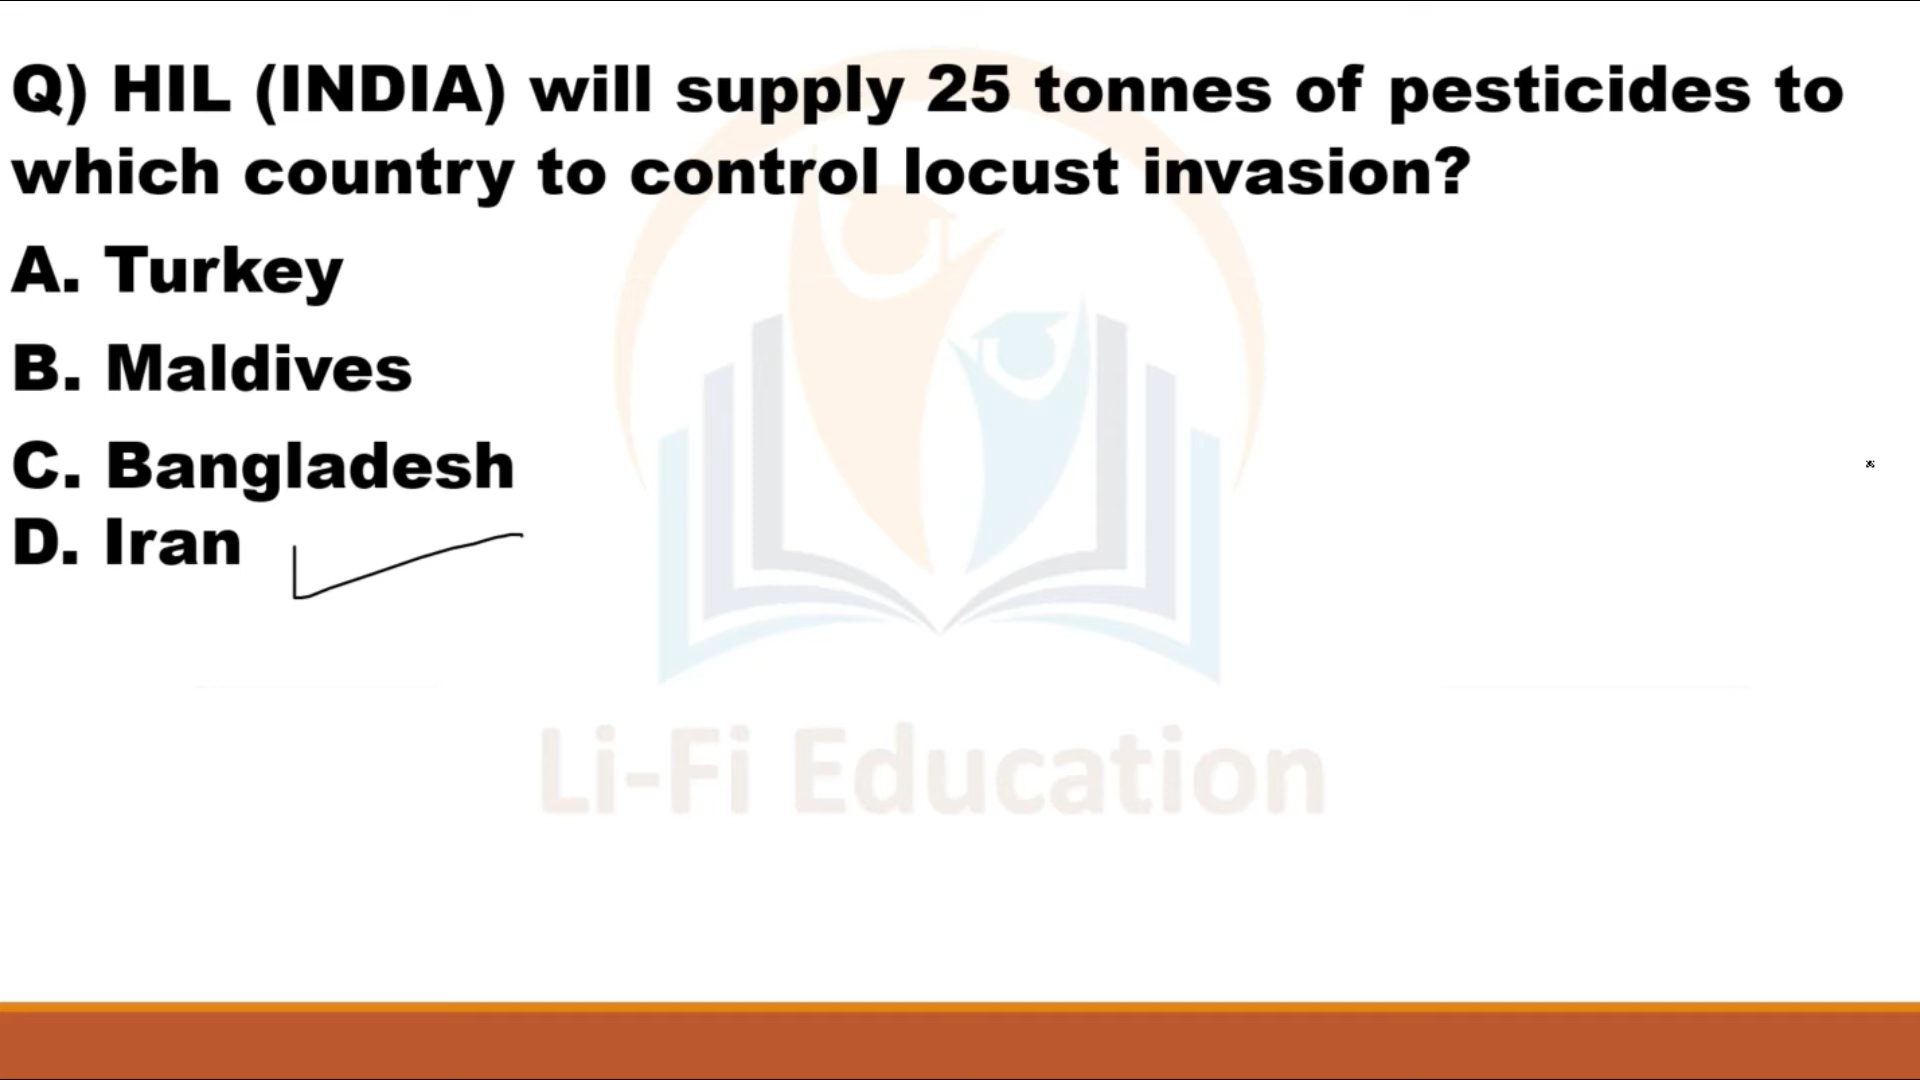 Q) HIL (INDIA) will supply 25 tonnes of pesticides to
which country to control locust invasion?
A. Turkey
B. Maldives
C. Bangladesh
D. Iran
Li-Fi Education